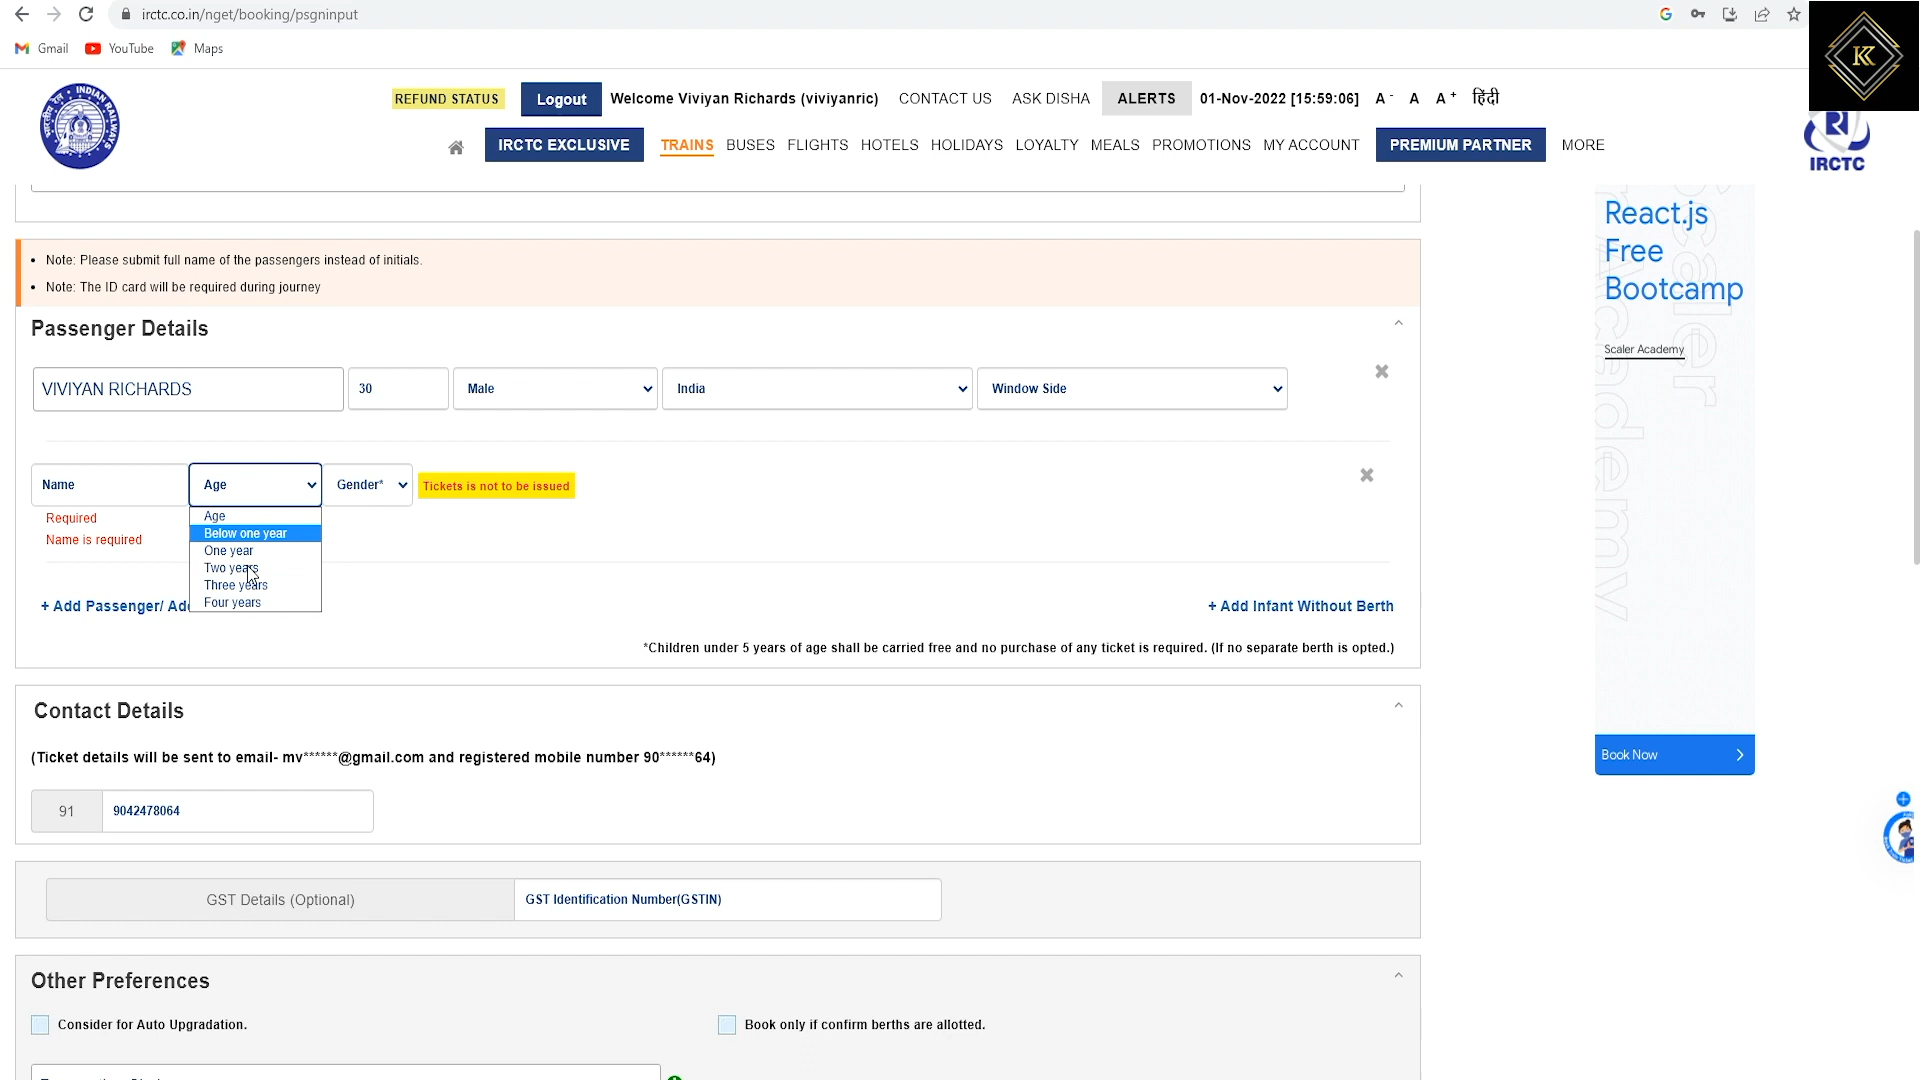 irctc.co.in/nget/booking/psgninput
Gmail YouTube Maps
REFUND STATUS Logout Welcome Viviyan Richards (viviyanric) CONTACT US ASK DISHA ALERTS 01-Nov-2022 [15:59:06] A- A A+ हिंदी
INDIAN RAILWAYS
IRCTC EXCLUSIVE TRAINS BUSES FLIGHTS HOTELS HOLIDAYS LOYALTY MEALS PROMOTIONS MY ACCOUNT PREMIUM PARTNER MORE
IRCTC
Note: Please submit full name of the passengers instead of initials.
Note: The ID card will be required during journey
Passenger Details
VIVIYAN RICHARDS 30 Male India Window Side
Name Age Gender* Tickets is not to be issued
Required
Name is required
Age
Below one year
One year
Two years
Three years
Four years
+ Add Passenger/ Add
+ Add Infant Without Berth
*Children under 5 years of age shall be carried free and no purchase of any ticket is required. (If no separate berth is opted.)
Contact Details
(Ticket details will be sent to email- mv******@gmail.com and registered mobile number 90******64)
91 9042478064
GST Details (Optional) GST Identification Number(GSTIN)
Other Preferences
Consider for Auto Upgradation. Book only if confirm berths are allotted.
React.js
Free
Bootcamp
Scaler Academy
Book Now